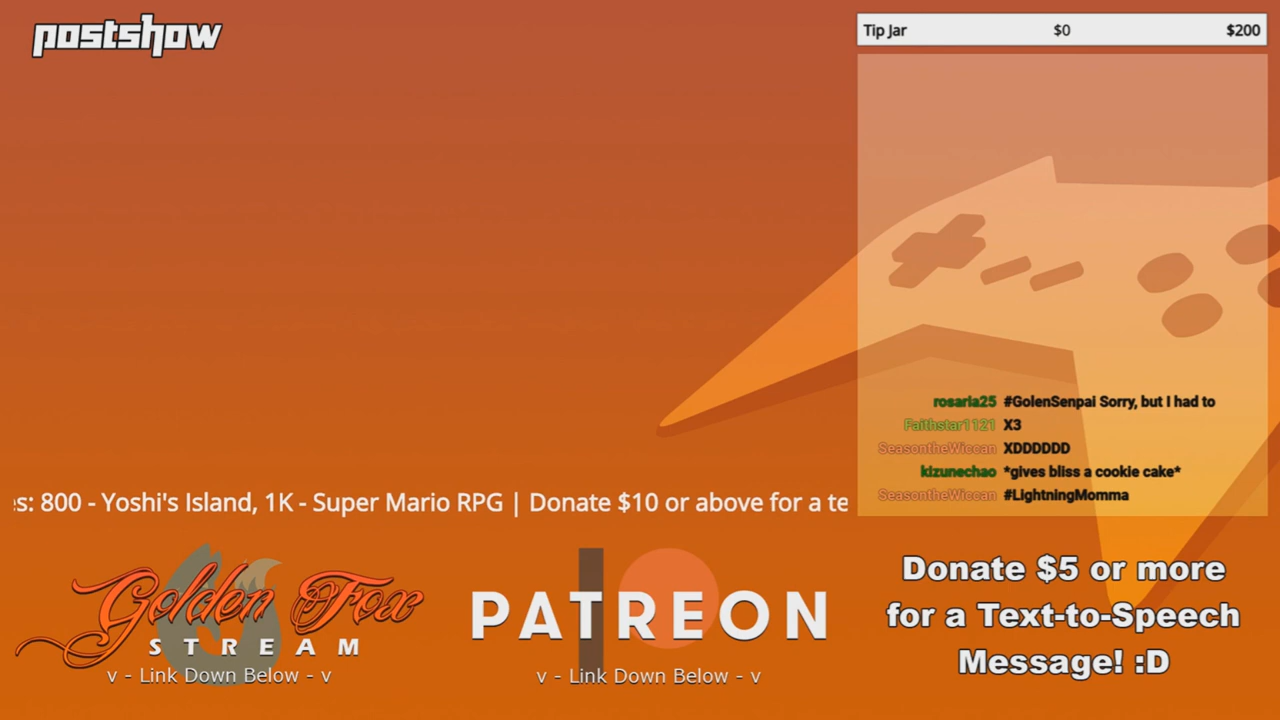 postshow
Tip Jar $0 $200
rosaria25 #GolenSenpai Sorry, but I had to
Faithstar1121 X3
SeasontheWiccan XDDDDDD
kizunechao *gives bliss a cookie cake*
SeasontheWiccan #LightningMomma
s: 800 - Yoshi's Island, 1K - Super Mario RPG | Donate $10 or above for a te
Golden Fox
STREAM
v - Link Down Below - v
PATREON
v - Link Down Below - v
Donate $5 or more
for a Text-to-Speech
Message! :D